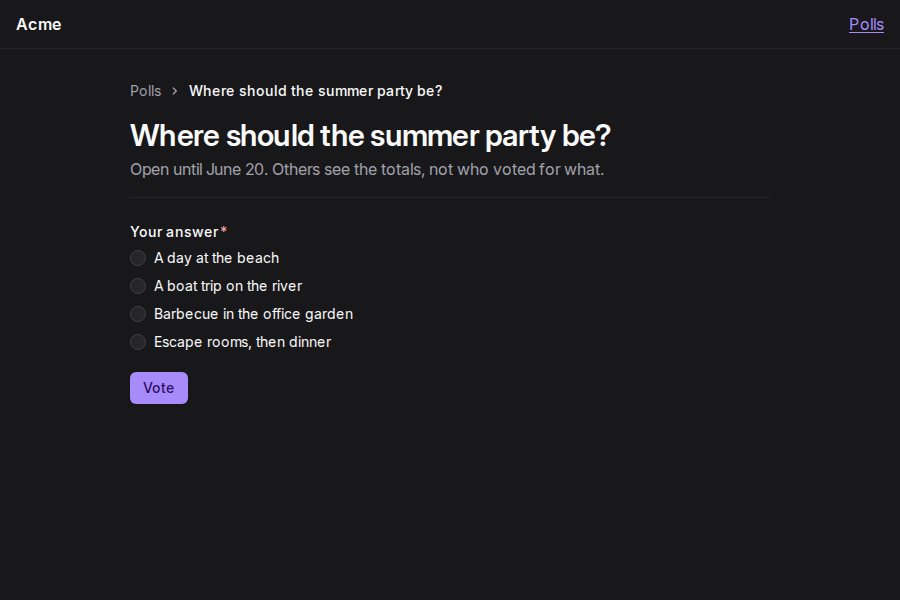 Acme
Polls
Polls > Where should the summer party be?
Where should the summer party be?
Open until June 20. Others see the totals, not who voted for what.
Your answer*
A day at the beach
A boat trip on the river
Barbecue in the office garden
Escape rooms, then dinner
Vote